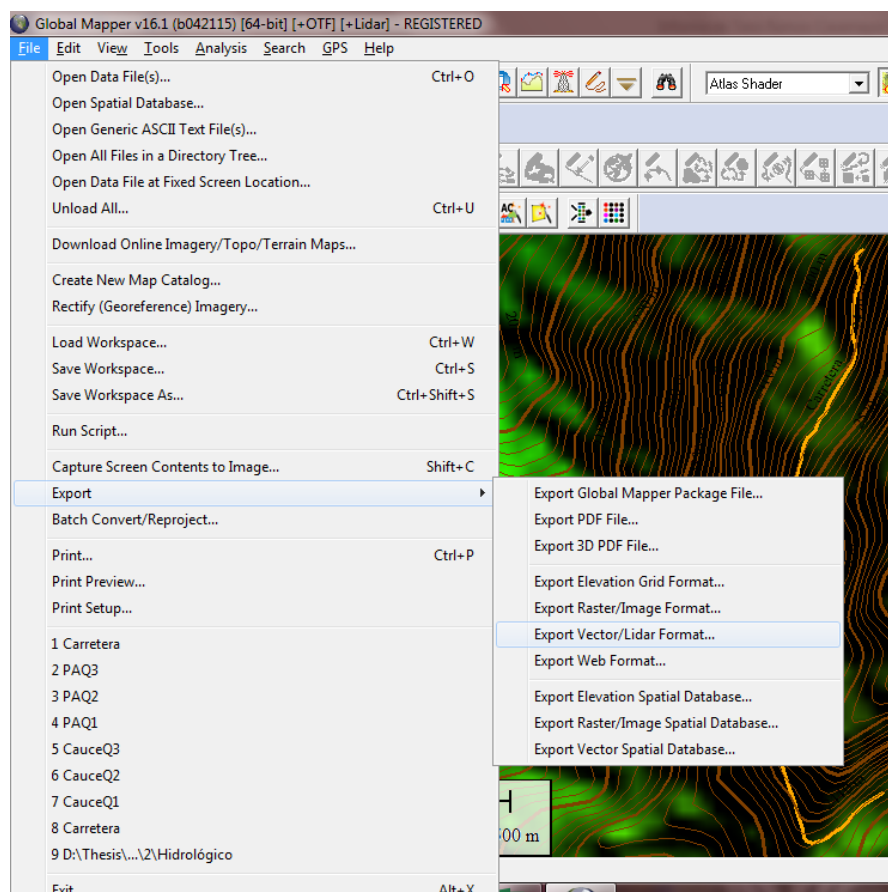 Global Mapper v16.1 (b042115) [64-bit] [+OTF] [+Lidar] - REGISTERED
File Edit View Tools Analysis Search GPS Help
Atlas Shader
Open Data File(s)... Ctrl+O
Open Spatial Database...
Open Generic ASCII Text File(s)...
Open All Files in a Directory Tree...
Open Data File at Fixed Screen Location...
Unload All... Ctrl+U
Download Online Imagery/Topo/Terrain Maps...
Create New Map Catalog...
Rectify (Georeference) Imagery...
Load Workspace... Ctrl+W
Save Workspace... Ctrl+S
Save Workspace As... Ctrl+Shift+S
Run Script...
Capture Screen Contents to Image... Shift+C
Export
Batch Convert/Reproject...
Print... Ctrl+P
Print Preview...
Print Setup...
1 Carretera
2 PAQ3
3 PAQ2
4 PAQ1
5 CauceQ3
6 CauceQ2
7 CauceQ1
8 Carretera
9 D:\Thesis\...\2\Hidrológico
Exit Alt+X
Export Global Mapper Package File...
Export PDF File...
Export 3D PDF File...
Export Elevation Grid Format...
Export Raster/Image Format...
Export Vector/Lidar Format...
Export Web Format...
Export Elevation Spatial Database...
Export Raster/Image Spatial Database...
Export Vector Spatial Database...
Carretera
00 m